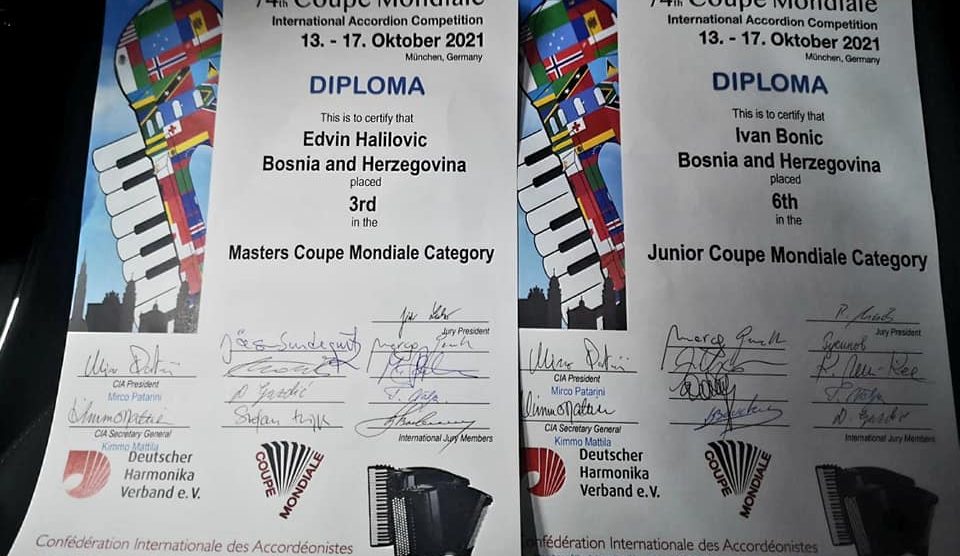 74th Coupe Mondiale
International Accordion Competition
13. - 17. Oktober 2021
München, Germany
DIPLOMA
This is to certify that
Edvin Halilovic
Bosnia and Herzegovina
placed
3rd
in the
Masters Coupe Mondiale Category
Jury President
CIA President
Mirco Patarini
CIA Secretary General
Kimmo Mattila
International Jury Members
Deutscher
Harmonika
Verband e.V.
COUPE MONDIALE
Confédération Internationale des Accordéonistes
74th Coupe Mondiale
International Accordion Competition
13. - 17. Oktober 2021
München, Germany
DIPLOMA
This is to certify that
Ivan Bonic
Bosnia and Herzegovina
placed
6th
in the
Junior Coupe Mondiale Category
Jury President
CIA President
Mirco Patarini
CIA Secretary General
Kimmo Mattila
International Jury Members
Deutscher
Harmonika
Verband e.V.
COUPE MONDIALE
Confédération Internationale des Accordéonistes